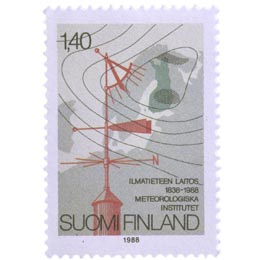 1,40
ILMATIETEEN LAITOS
1838-1988
METEOROLOGISKA
INSTITUTET
SUOMI FINLAND
1988